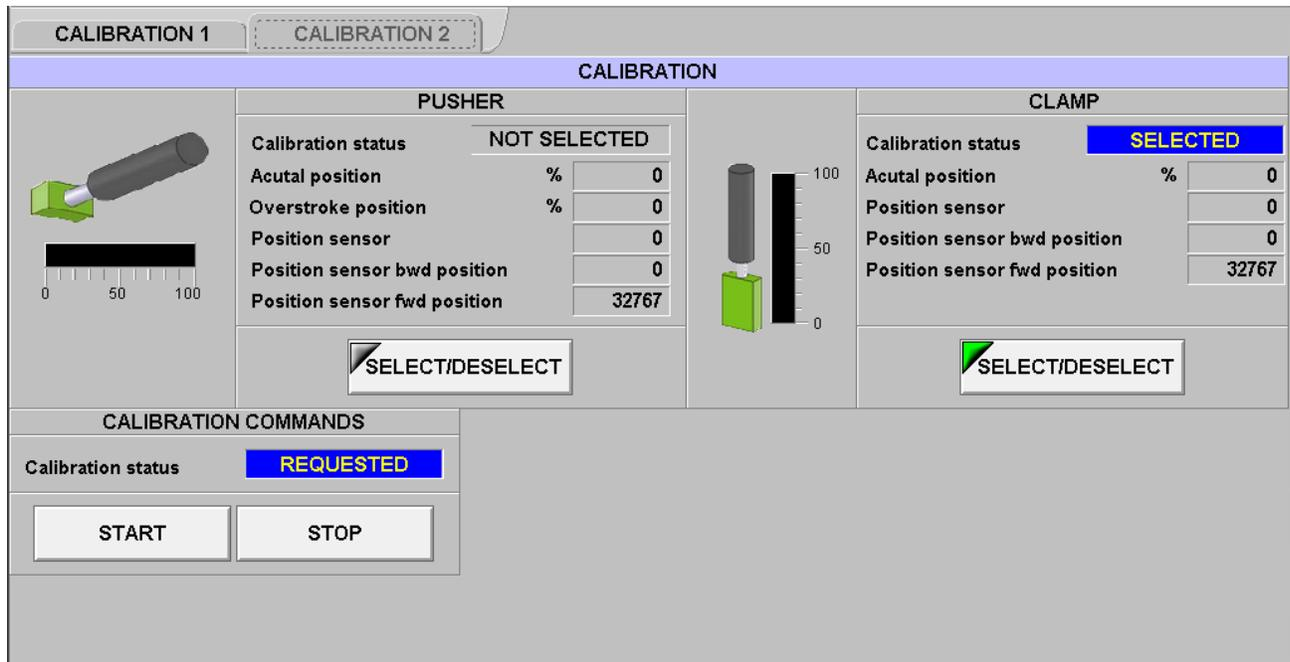 CALIBRATION 1 CALIBRATION 2
CALIBRATION
PUSHER
Calibration status NOT SELECTED
Acutal position % 0
Overstroke position % 0
Position sensor 0
Position sensor bwd position 0
Position sensor fwd position 32767
SELECT/DESELECT
0 50 100
CLAMP
Calibration status SELECTED
Acutal position % 0
Position sensor 0
Position sensor bwd position 0
Position sensor fwd position 32767
SELECT/DESELECT
100
50
0
CALIBRATION COMMANDS
Calibration status REQUESTED
START STOP